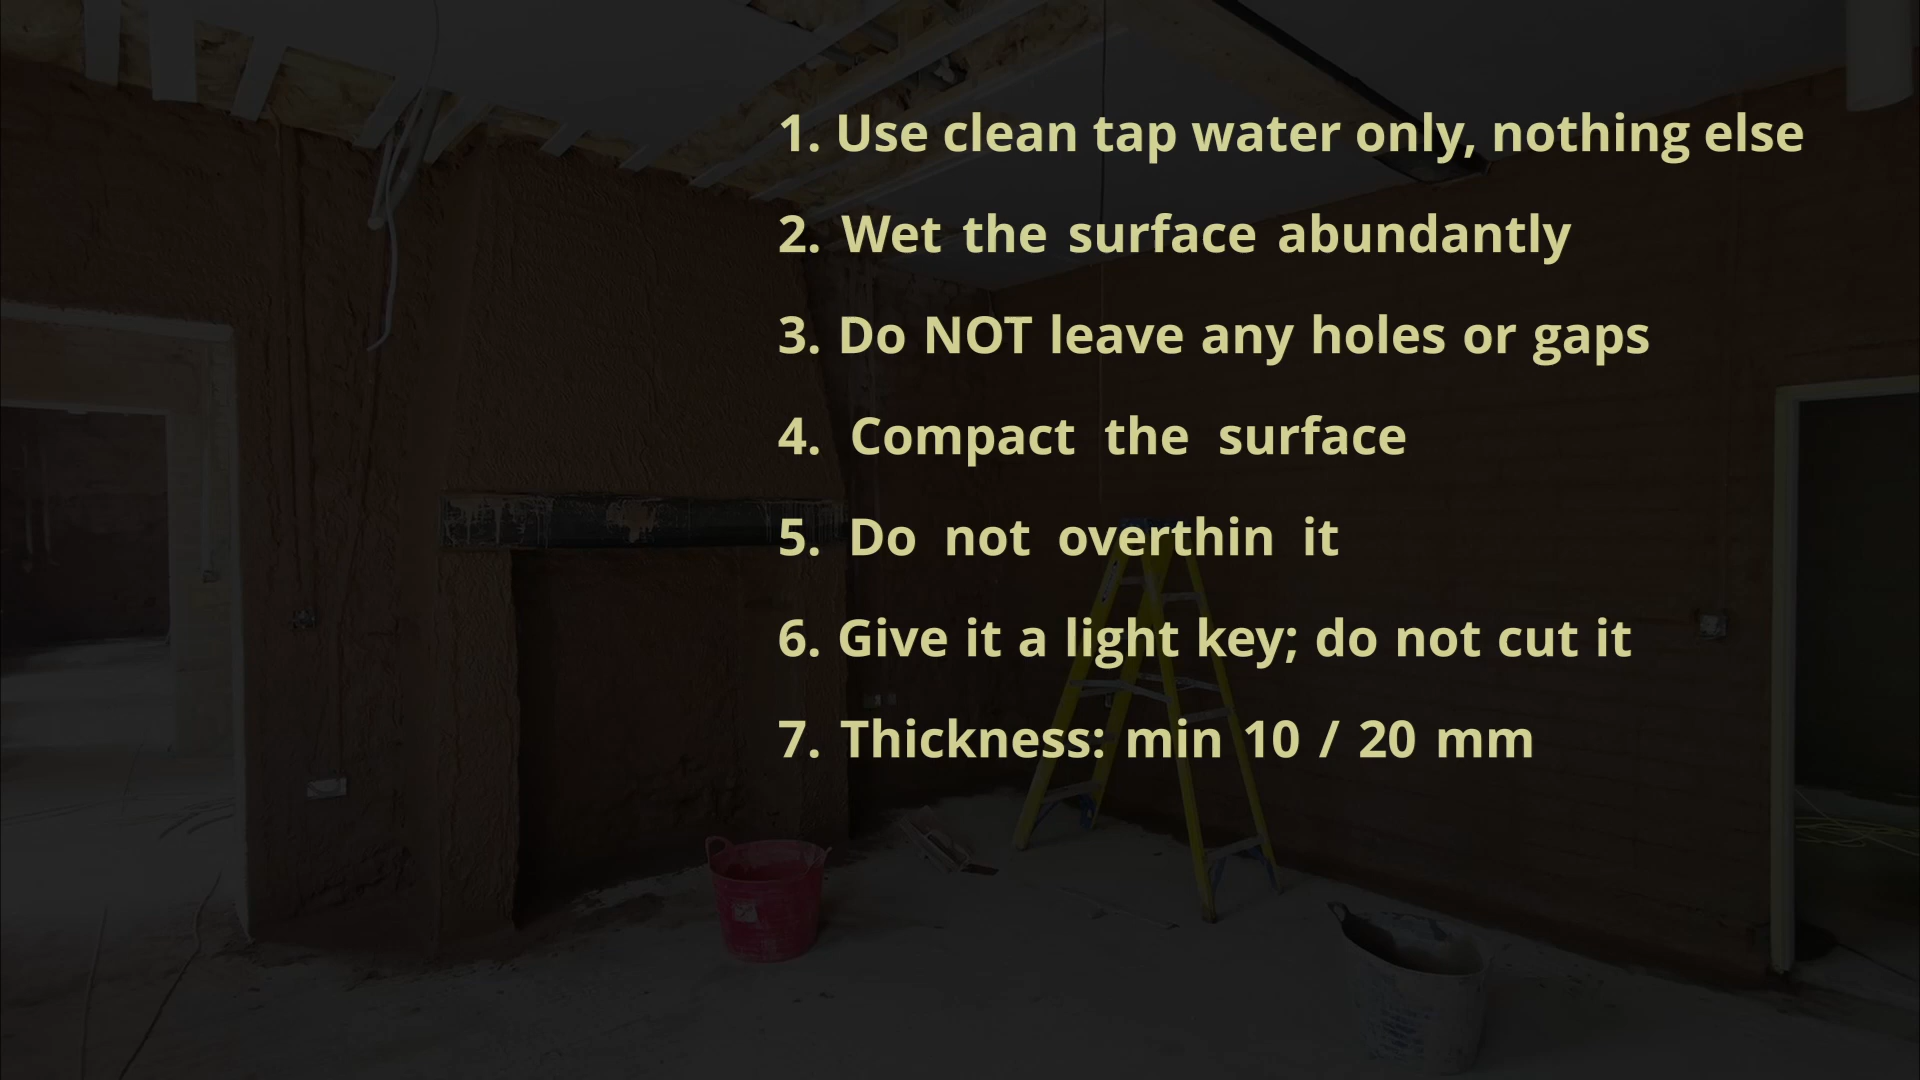 1. Use clean tap water only, nothing else
2. Wet the surface abundantly
3. Do NOT leave any holes or gaps
4. Compact the surface
5. Do not overthin it
6. Give it a light key; do not cut it
7. Thickness: min 10 / 20 mm